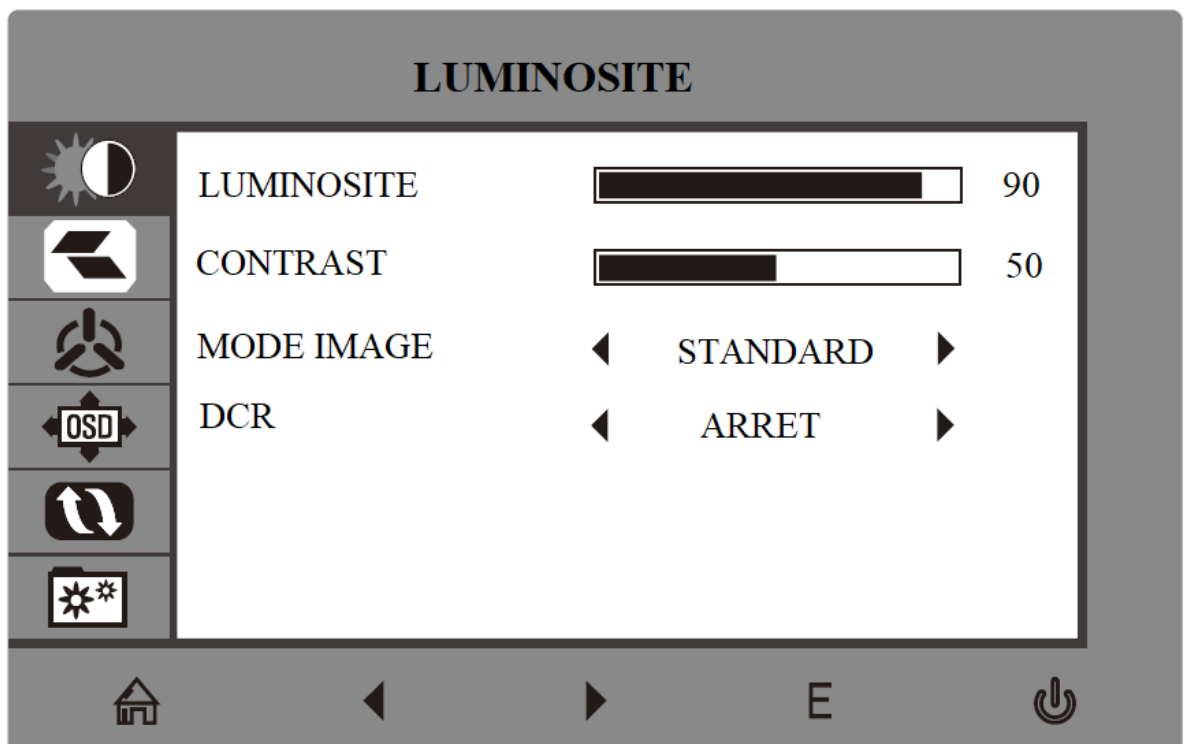 LUMINOSITE
LUMINOSITE 90
CONTRAST 50
MODE IMAGE STANDARD
DCR ARRET
OSD
E